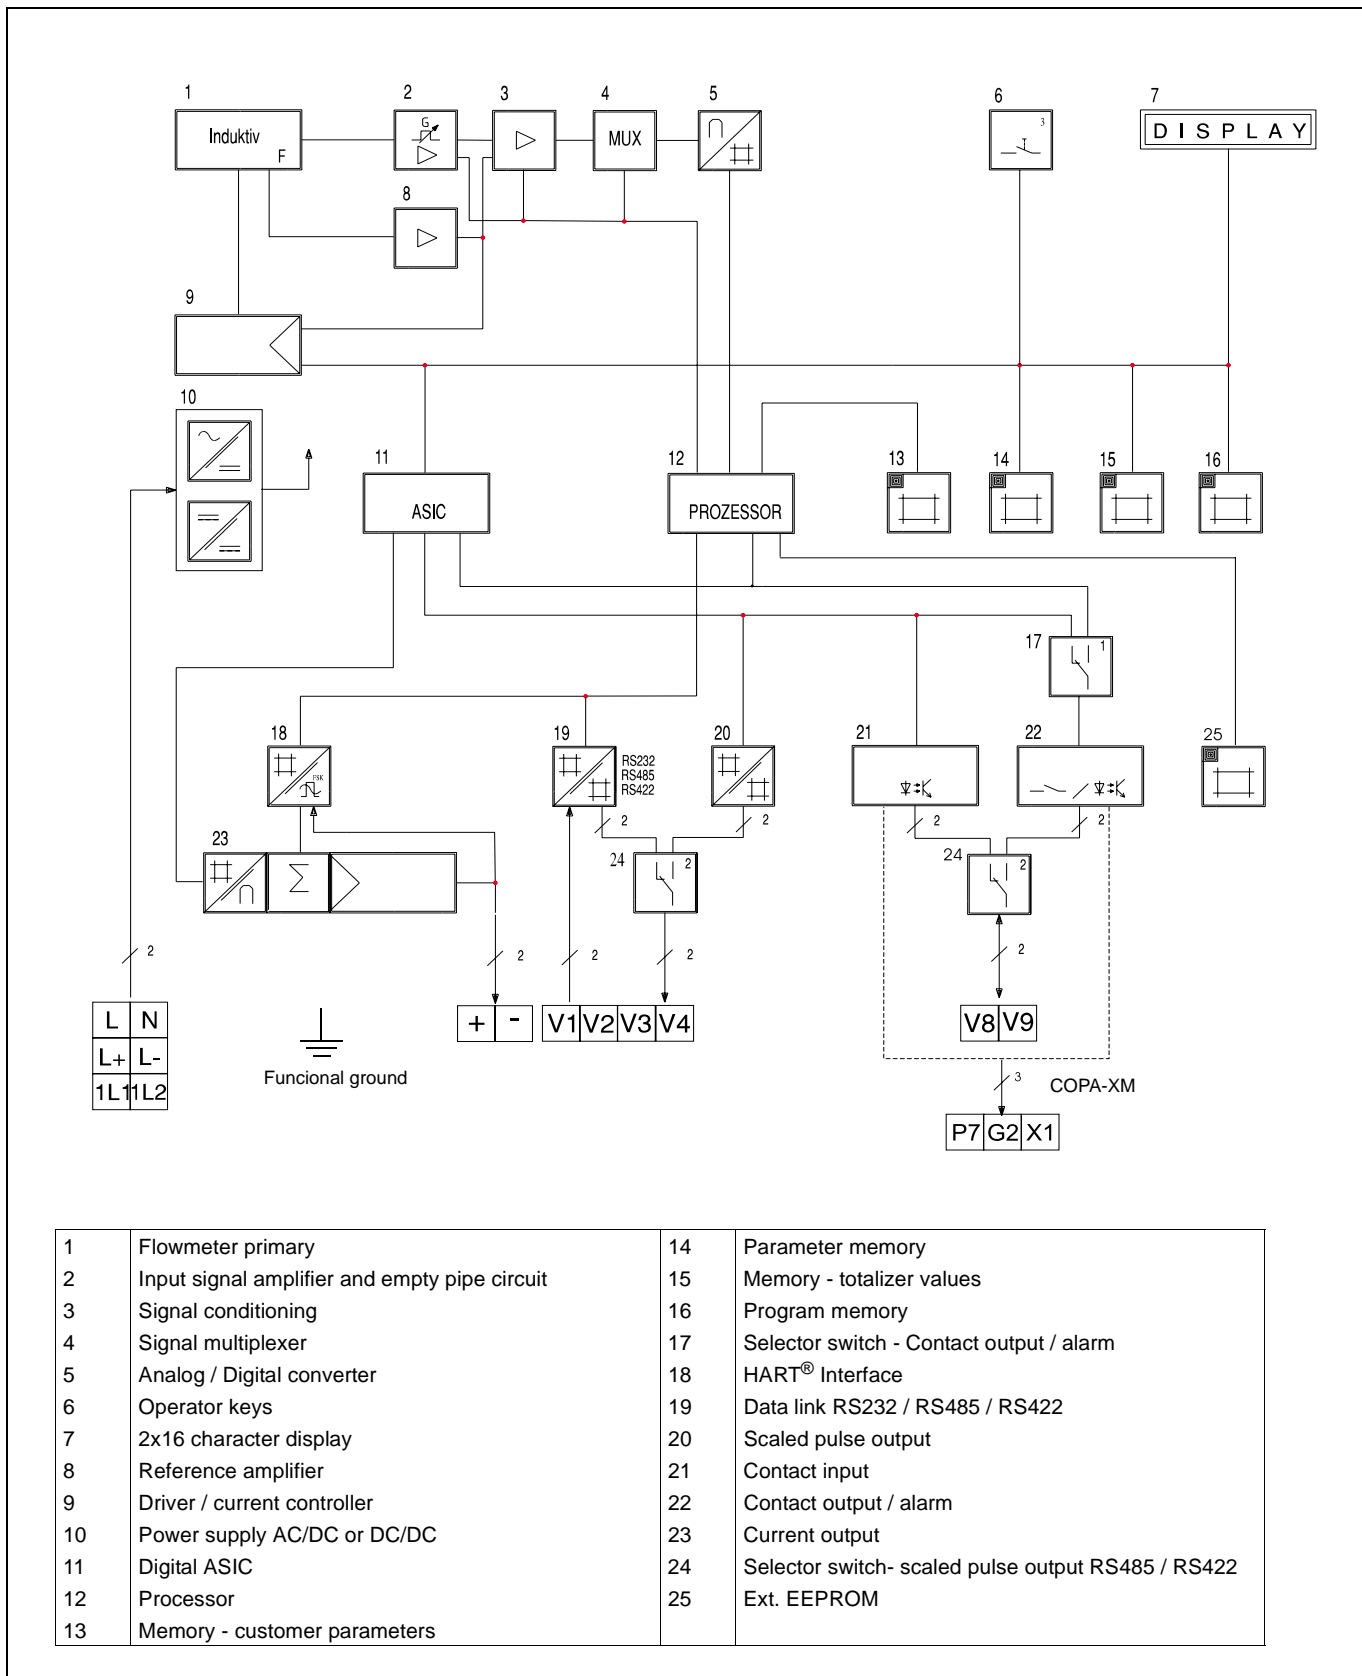 1
2
3
4
5
6
7
Induktiv
F
G
MUX
3
DISPLAY
8
9
10
11
12
13
14
15
16
ASIC
PROZESSOR
17
1
18
19
20
21
22
25
RS232
RS485
RS422
FSK
2
2
2
2
23
24
2
24
2
2
2
2
2
2
L N
+ -
V1 V2 V3 V4
V8 V9
L+ L-
Funcional ground
1L1 1L2
3
COPA-XM
P7 G2 X1
1 Flowmeter primary
2 Input signal amplifier and empty pipe circuit
3 Signal conditioning
4 Signal multiplexer
5 Analog / Digital converter
6 Operator keys
7 2x16 character display
8 Reference amplifier
9 Driver / current controller
10 Power supply AC/DC or DC/DC
11 Digital ASIC
12 Processor
13 Memory - customer parameters
14 Parameter memory
15 Memory - totalizer values
16 Program memory
17 Selector switch - Contact output / alarm
18 HART® Interface
19 Data link RS232 / RS485 / RS422
20 Scaled pulse output
21 Contact input
22 Contact output / alarm
23 Current output
24 Selector switch- scaled pulse output RS485 / RS422
25 Ext. EEPROM